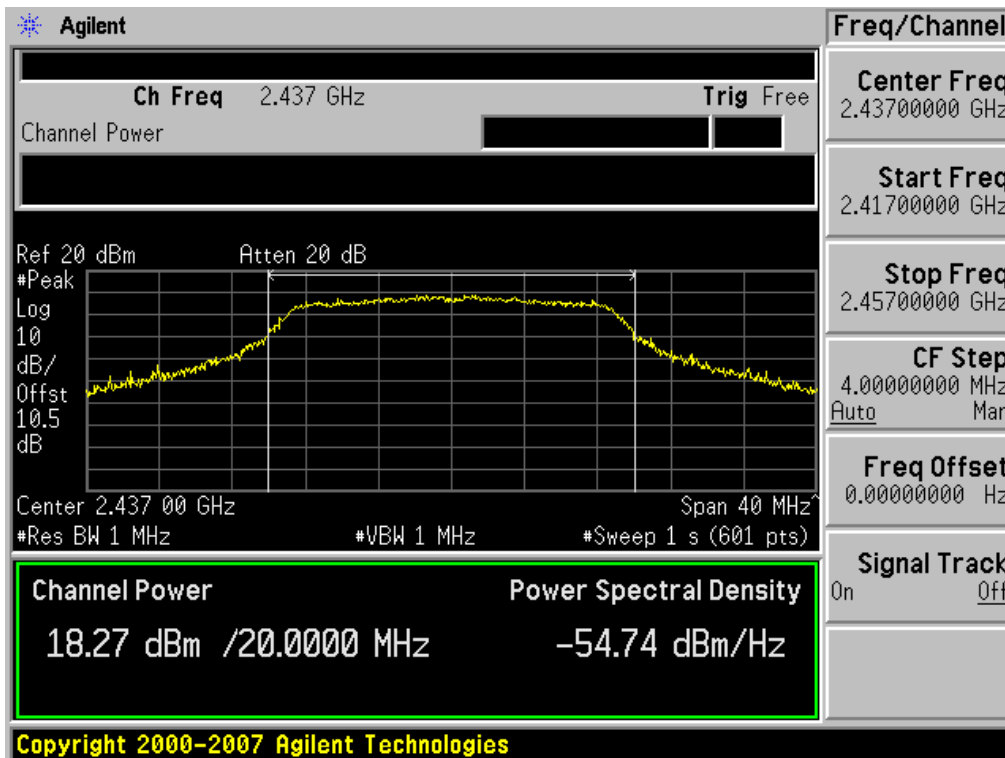 Agilent
Freq/Channel
Ch Freq 2.437 GHz Trig Free
Channel Power
Center Freq
2.43700000 GHz
Start Freq
2.41700000 GHz
Stop Freq
2.45700000 GHz
CF Step
4.00000000 MHz
Auto Man
Freq Offset
0.00000000 Hz
Signal Track
On Off
Ref 20 dBm Atten 20 dB
#Peak
Log
10
dB/
Offst
10.5
dB
Center 2.437 00 GHz Span 40 MHz^
#Res BW 1 MHz #VBW 1 MHz #Sweep 1 s (601 pts)
Channel Power Power Spectral Density
18.27 dBm /20.0000 MHz -54.74 dBm/Hz
Copyright 2000-2007 Agilent Technologies